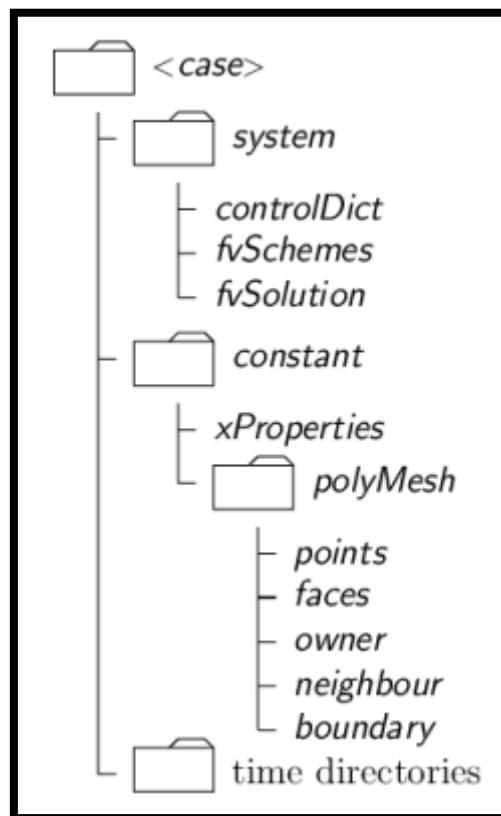 <case>
system
controlDict
fvSchemes
fvSolution
constant
xProperties
polyMesh
points
faces
owner
neighbour
boundary
time directories